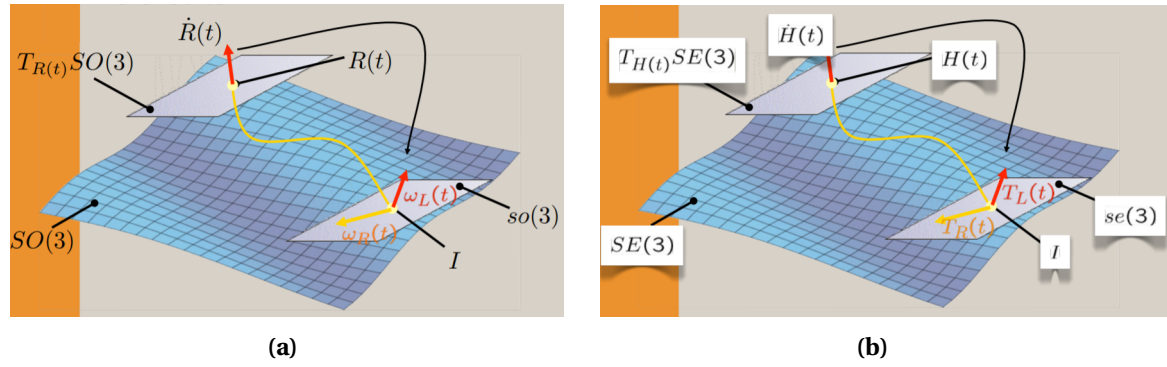 Ṙ(t)
T_{R(t)}SO(3)
R(t)
ω_L(t)
ω_R(t)
so(3)
SO(3)
I
(a)
Ḣ(t)
T_{H(t)}SE(3)
H(t)
T_L(t)
T_R(t)
se(3)
SE(3)
I
(b)